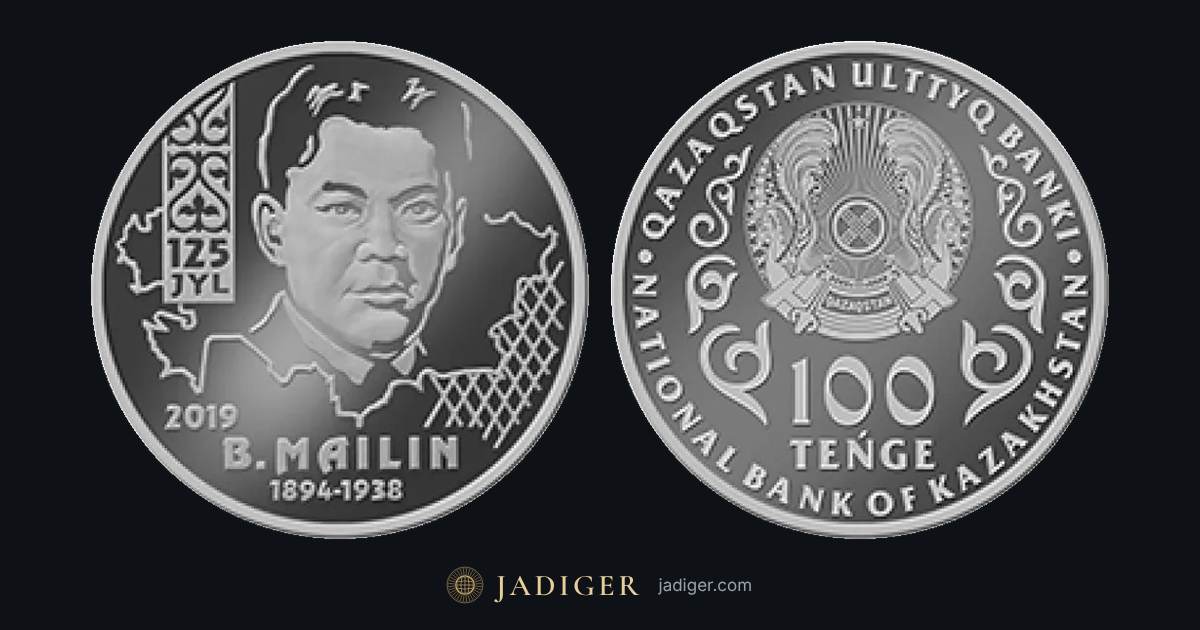 125
JYL
2019
B. MAILIN
1894-1938
• QAZAQSTAN ULTTYQ BANKI •
QAZAQSTAN
100
TEŃGE
NATIONAL BANK OF KAZAKHSTAN
JADIGER
jadiger.com